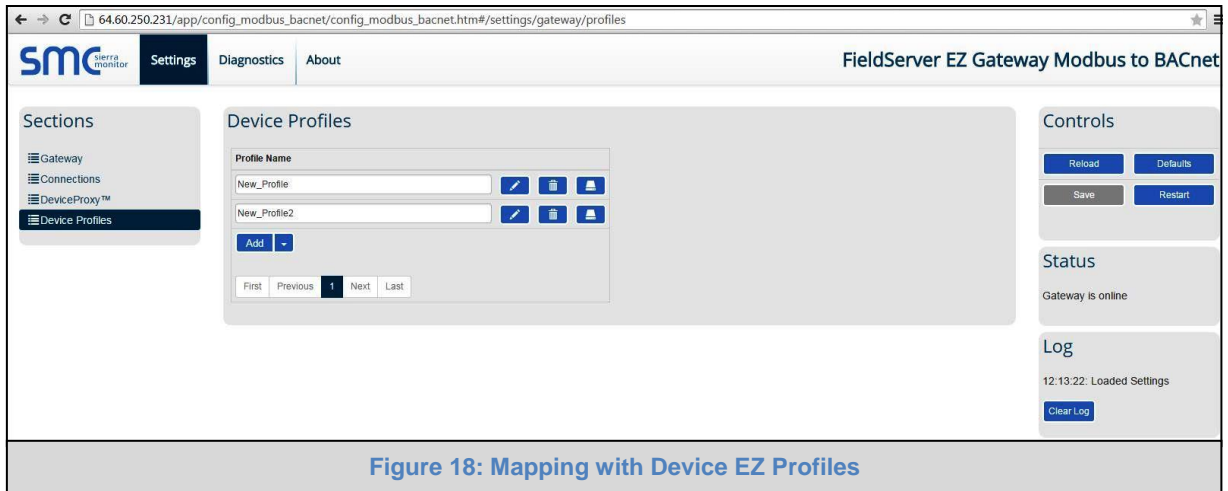 64.60.250.231/app/config_modbus_bacnet/config_modbus_bacnet.htm#/settings/gateway/profiles
SMC sierra monitor
Settings
Diagnostics
About
FieldServer EZ Gateway Modbus to BACnet
Sections
Gateway
Connections
DeviceProxy™
Device Profiles
Device Profiles
Profile Name
New_Profile
New_Profile2
Add
First Previous 1 Next Last
Controls
Reload Defaults
Save Restart
Status
Gateway is online
Log
12:13:22: Loaded Settings
Clear Log
Figure 18: Mapping with Device EZ Profiles